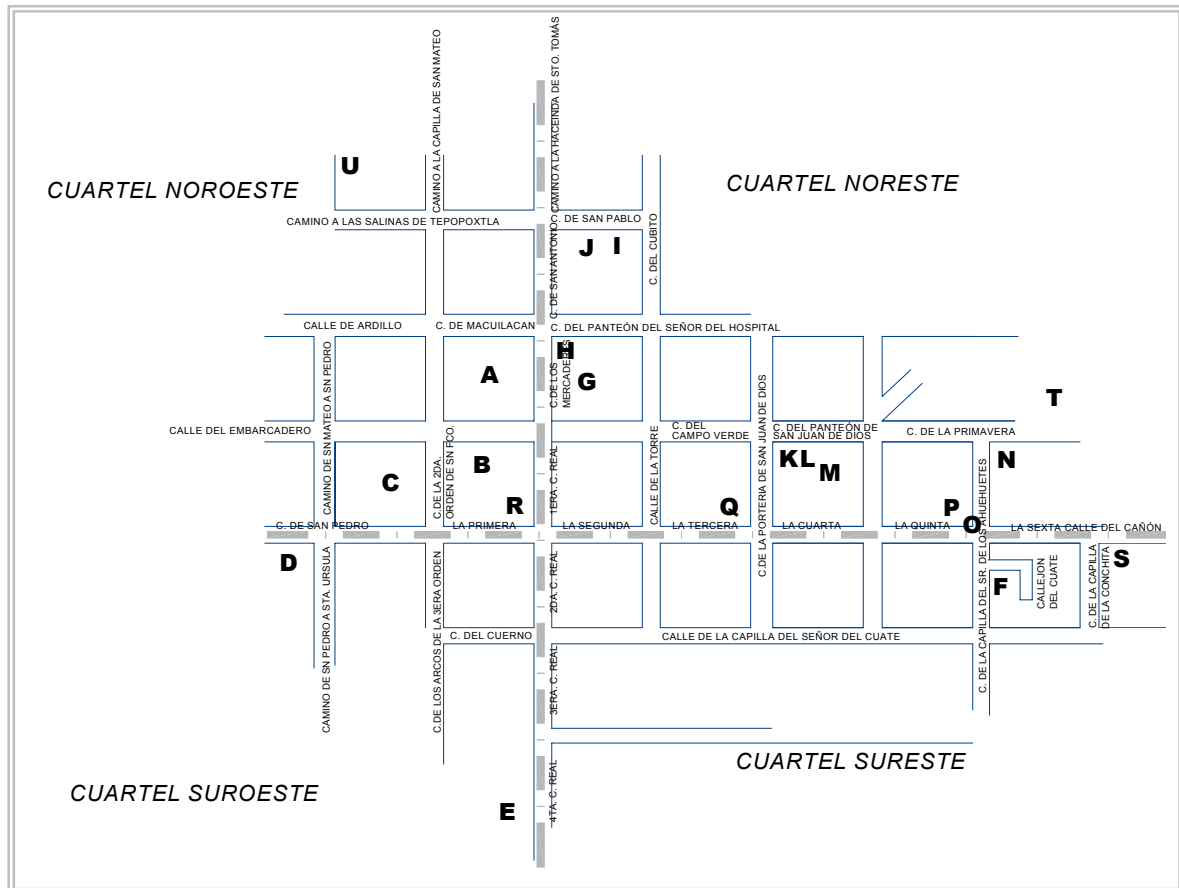 CAMINO A LA CAPILLA DE SAN MATEO
CAMINO A LA HACEINDA DE STO. TOMÁS
U
CUARTEL NOROESTE
CUARTEL NORESTE
CAMINO A LAS SALINAS DE TEPOPOXTLA
C. DE SAN PABLO
C. DE SAN ANTONIO
J
I
C. DEL CUBITO
CALLE DE ARDILLO
C. DE MACUILACAN
C. DEL PANTEÓN DEL SEÑOR DEL HOSPITAL
CAMINO DE SN MATEO A SN PEDRO
A
H
C.DE LOS
MERCADERES
G
T
CALLE DEL EMBARCADERO
C. DEL
CAMPO VERDE
C. DE LA PORTERIA DE SAN JUAN DE DIOS
C. DEL PANTEÓN DE
SAN JUAN DE DIOS
C. DE LA PRIMAVERA
C
C.DE LA 2DA.
ORDEN DE SN FCO.
B
R
1ERA. C. REAL
CALLE DE LA TORRE
Q
K
L
M
P
O
N
C. DE SAN PEDRO
LA PRIMERA
LA SEGUNDA
LA TERCERA
LA CUARTA
LA QUINTA
LA SEXTA CALLE DEL CAÑÓN
D
CAMINO DE SN PEDRO A STA. URSULA
C.DE LOS ARCOS DE LA 3ERA ORDEN
2DA. C. REAL
C. DE LA CAPILLA DEL SR. DE LOS AHUEHUETES
F
CALLEJON
DEL CUATE
C. DE LA CAPILLA
DE LA CONCHITA
S
C. DEL CUERNO
CALLE DE LA CAPILLA DEL SEÑOR DEL CUATE
3ERA. C. REAL
CUARTEL SURESTE
CUARTEL SUROESTE
E
4TA. C. REAL